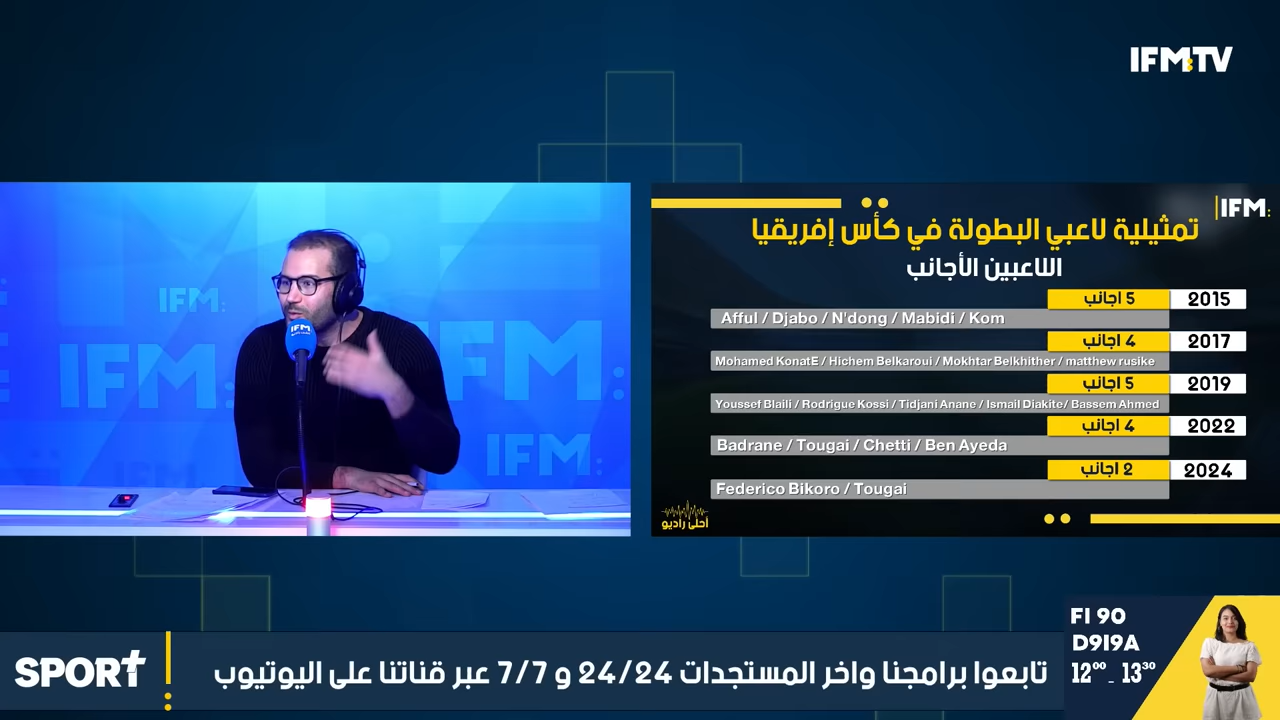 IFM:TV
IFM:
IFM:
IFM:
IFM:
IFM
IFM:
تمثيلية لاعبي البطولة في كأس إفريقيا
اللاعبين الأجانب
2015 5 اجانب
Afful / Djabo / N'dong / Mabidi / Kom
2017 4 اجانب
Mohamed KonatE / Hichem Belkaroui / Mokhtar Belkhither / matthew rusike
2019 5 اجانب
Youssef Blaili / Rodrigue Kossi / Tidjani Anane / Ismail Diakite/ Bassem Ahmed
2022 4 اجانب
Badrane / Tougai / Chetti / Ben Ayeda
2024 2 اجانب
Federico Bikoro / Tougai
أحلى راديو
FI 90
D9I9A
12⁰⁰ - 13³⁰
SPORT
تابعوا برامجنا واخر المستجدات 24/24 و 7/7 عبر قناتنا على اليوتيوب